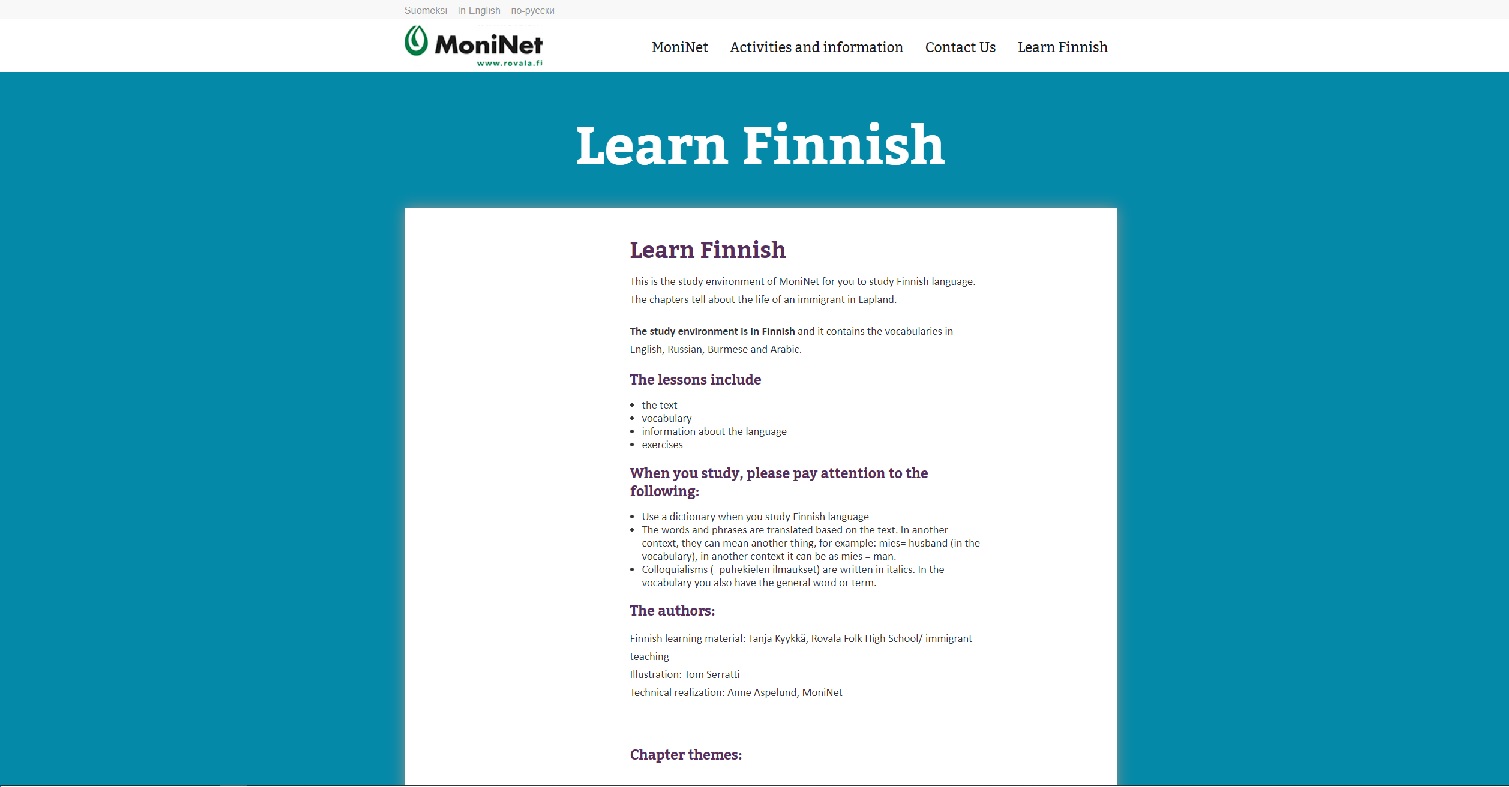 Suomeksi In English по-русски
MoniNet
www.rovala.fi
MoniNet Activities and information Contact Us Learn Finnish
Learn Finnish
Learn Finnish
This is the study environment of MoniNet for you to study Finnish language.
The chapters tell about the life of an immigrant in Lapland.
The study environment is in Finnish and it contains the vocabularies in
English, Russian, Burmese and Arabic.
The lessons include
• the text
• vocabulary
• information about the language
• exercises
When you study, please pay attention to the
following:
• Use a dictionary when you study Finnish language
• The words and phrases are translated based on the text. In another
context, they can mean another thing, for example: mies= husband (in the
vocabulary), in another context it can be as mies = man.
• Colloquialisms (= puhekielen ilmaukset) are written in italics. In the
vocabulary you also have the general word or term.
The authors:
Finnish learning material: Tanja Kyykkä, Rovala Folk High School/ immigrant
teaching
Illustration: Tom Serratti
Technical realization: Anne Aspelund, MoniNet
Chapter themes: